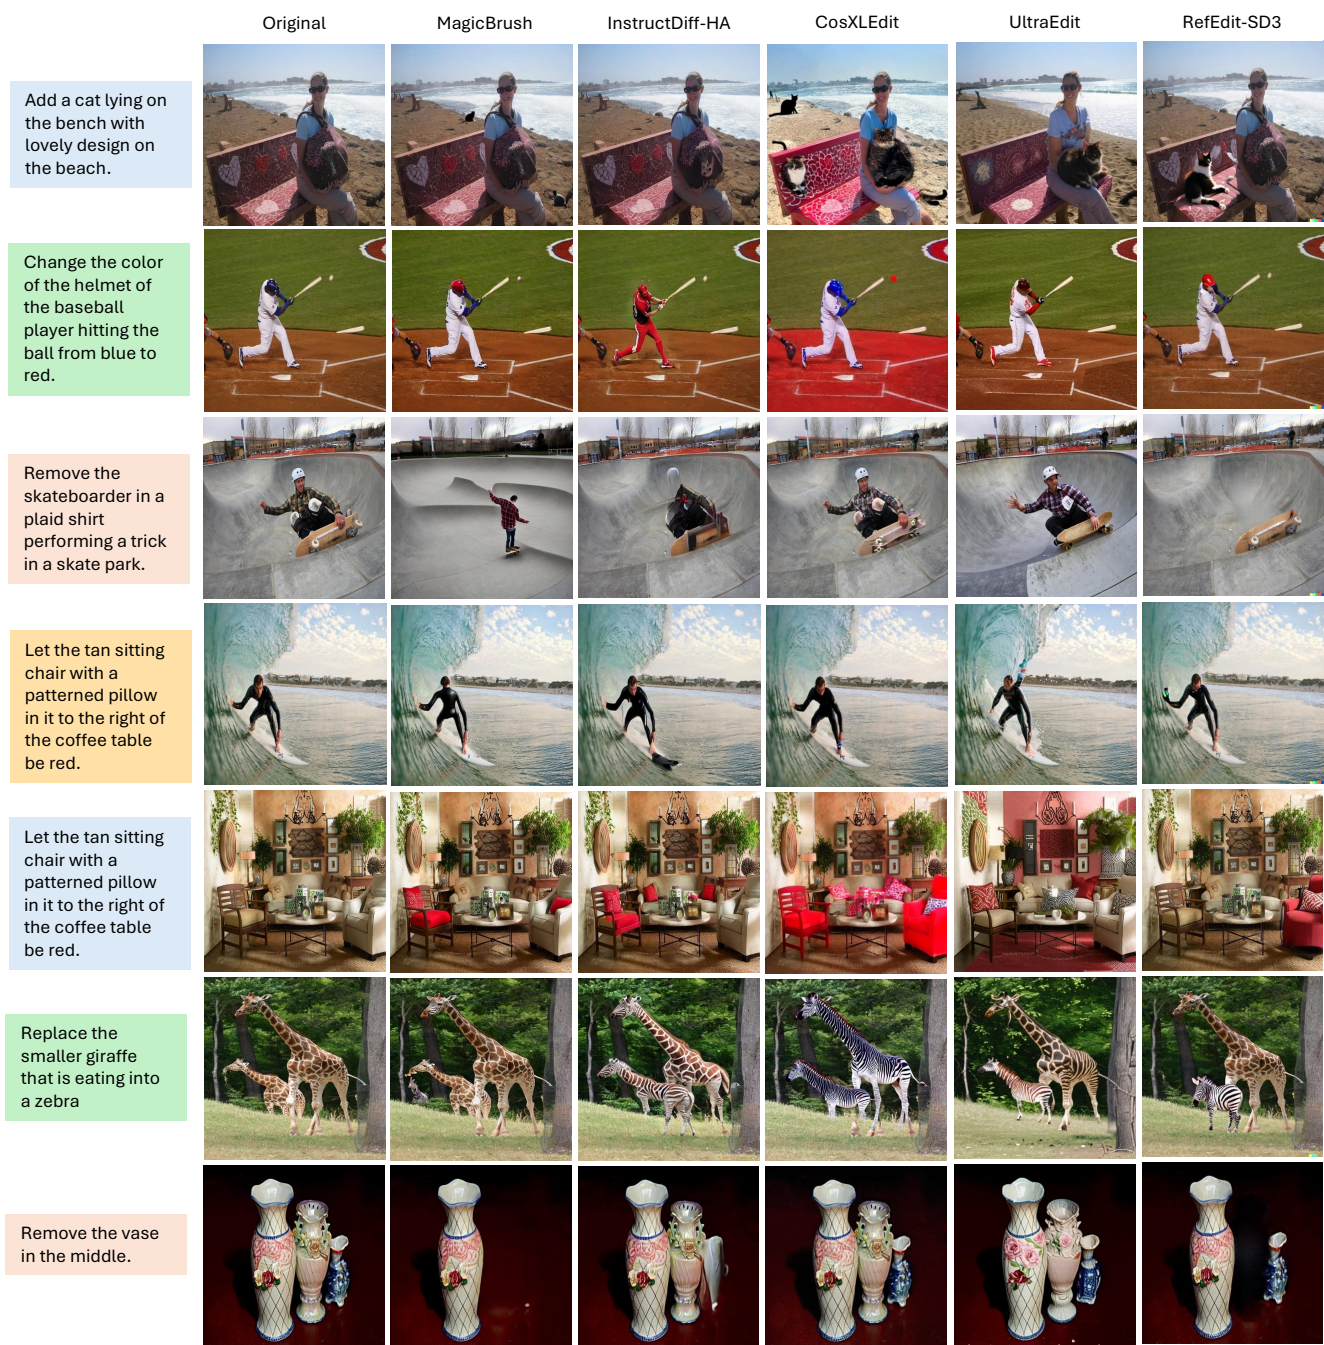 Original MagicBrush InstructDiff-HA CosXLEdit UltraEdit RefEdit-SD3
Add a cat lying on
the bench with
lovely design on
the beach.
Change the color
of the helmet of
the baseball
player hitting the
ball from blue to
red.
Remove the
skateboarder in a
plaid shirt
performing a trick
in a skate park.
Let the tan sitting
chair with a
patterned pillow
in it to the right of
the coffee table
be red.
Let the tan sitting
chair with a
patterned pillow
in it to the right of
the coffee table
be red.
Replace the
smaller giraffe
that is eating into
a zebra
Remove the vase
in the middle.